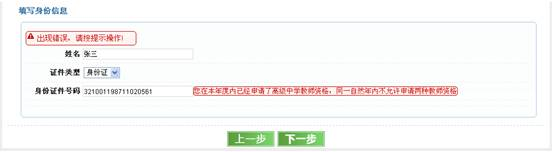 填写身份信息
出现错误，请按提示操作!
姓名 张三
证件类型 身份证
身份证件号码 321001198711020561 您在本年度内已经申请了高级中学教师资格，同一自然年内不允许申请两种教师资格
上一步 下一步